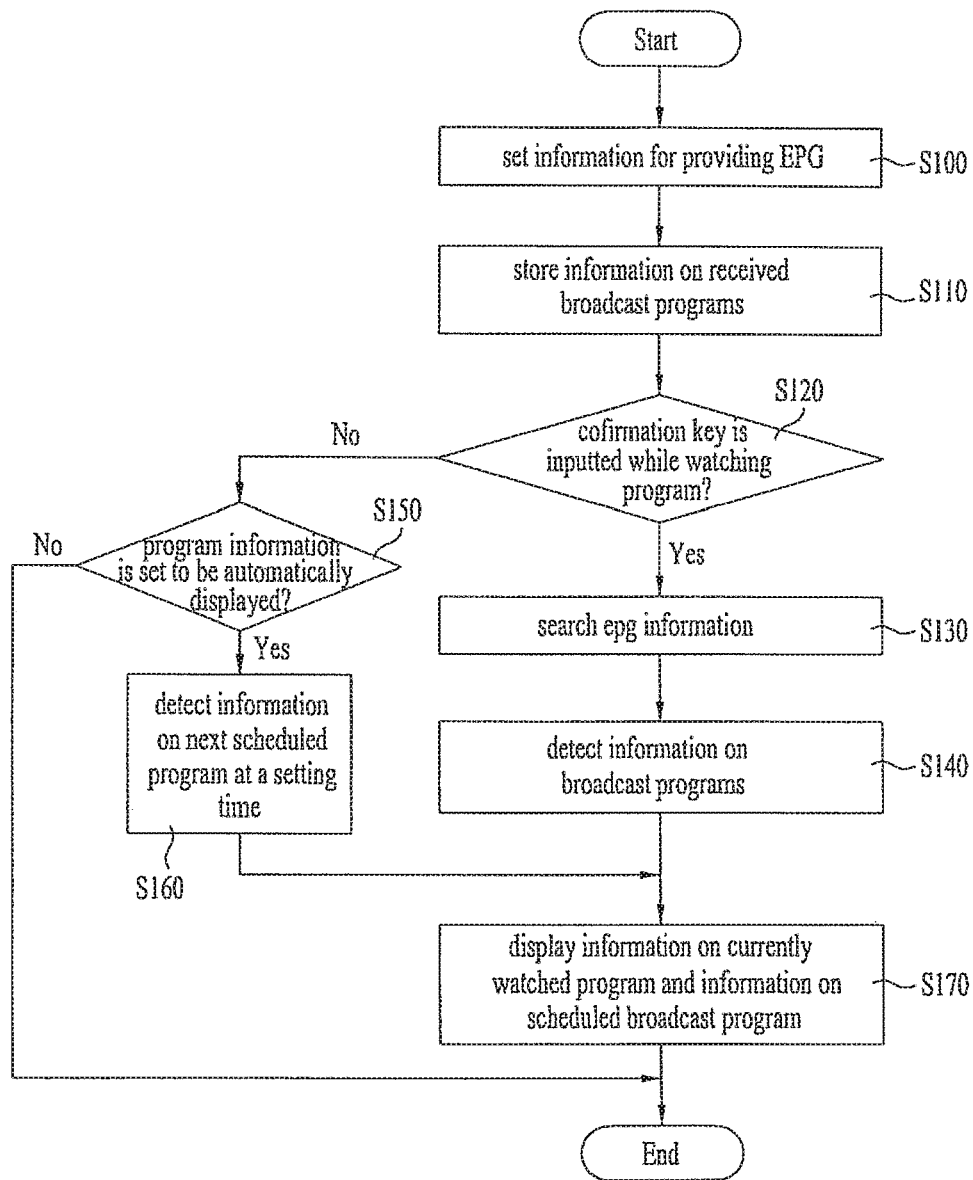 Start
set information for providing EPG
S100
store information on received
broadcast programs
S110
S120
cofirmation key is
inputted while watching
program?
No
Yes
S150
program information
is set to be automatically
displayed?
No
Yes
search epg information
S130
detect information
on next scheduled
program at a setting
time
S160
detect information on
broadcast programs
S140
display information on currently
watched program and information on
scheduled broadcast program
S170
End